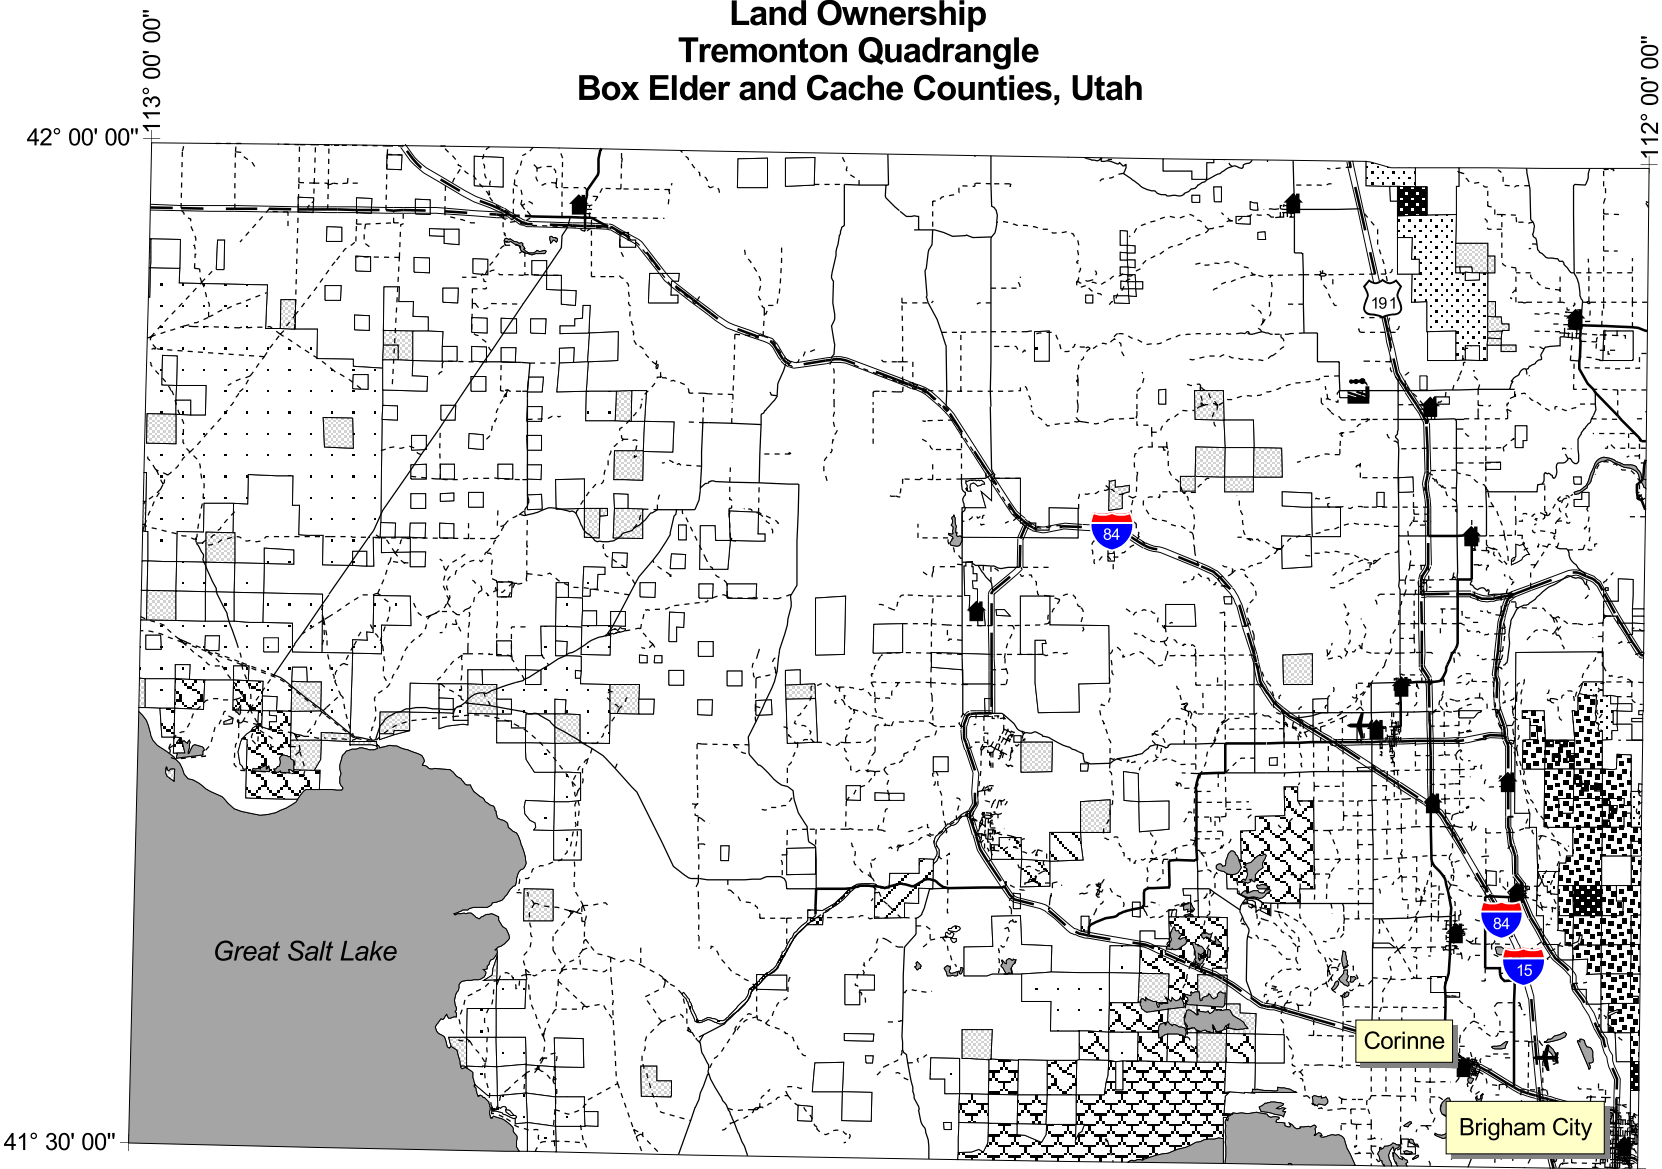 Land Ownership
Tremonton Quadrangle
Box Elder and Cache Counties, Utah
113° 00' 00"
112° 00' 00"
42° 00' 00"
191
84
84
15
Great Salt Lake
Corinne
Brigham City
41° 30' 00"